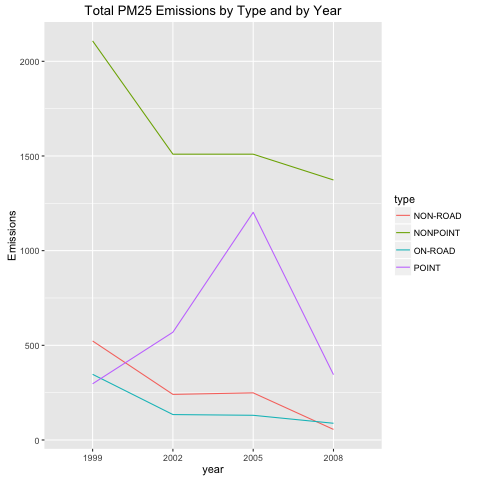 Total PM25 Emissions by Type and by Year
2000
1500
1000
500
0
Emissions
1999 2002 2005 2008
year
type
NON-ROAD
NONPOINT
ON-ROAD
POINT